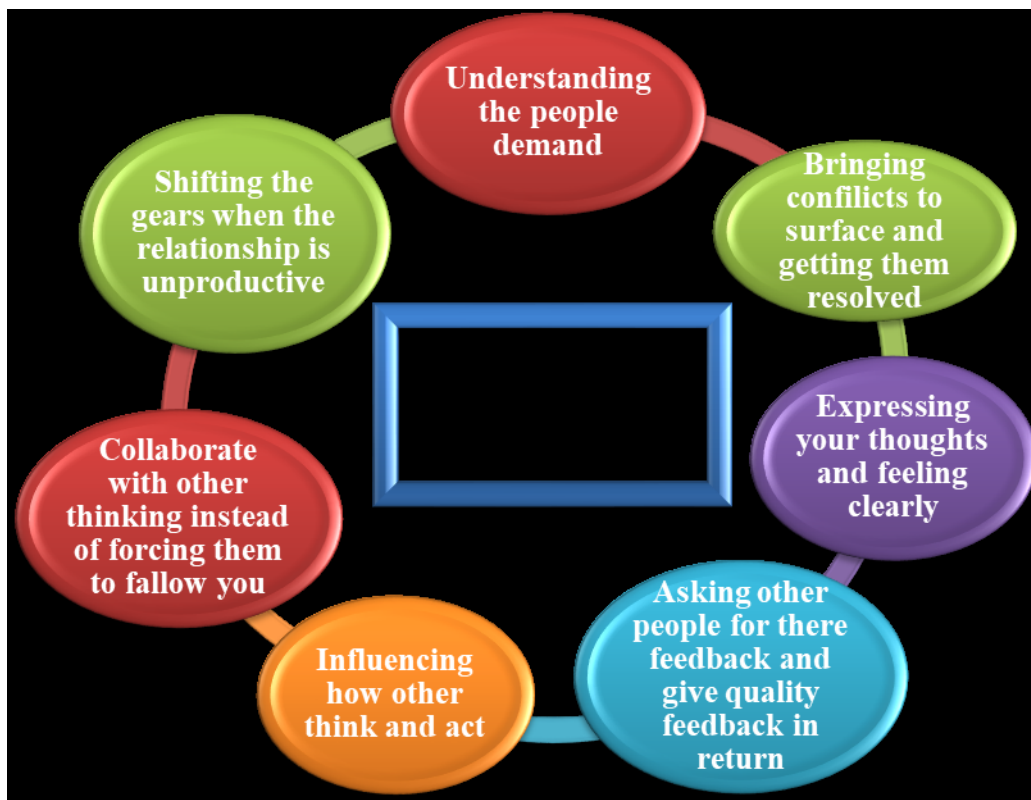 Understanding
the people
demand
Bringing
confilicts to
surface and
getting them
resolved
Expressing
your thoughts
and feeling
clearly
Asking other
people for there
feedback and
give quality
feedback in
return
Influencing
how other
think and act
Collaborate
with other
thinking instead
of forcing them
to fallow you
Shifting the
gears when the
relationship is
unproductive